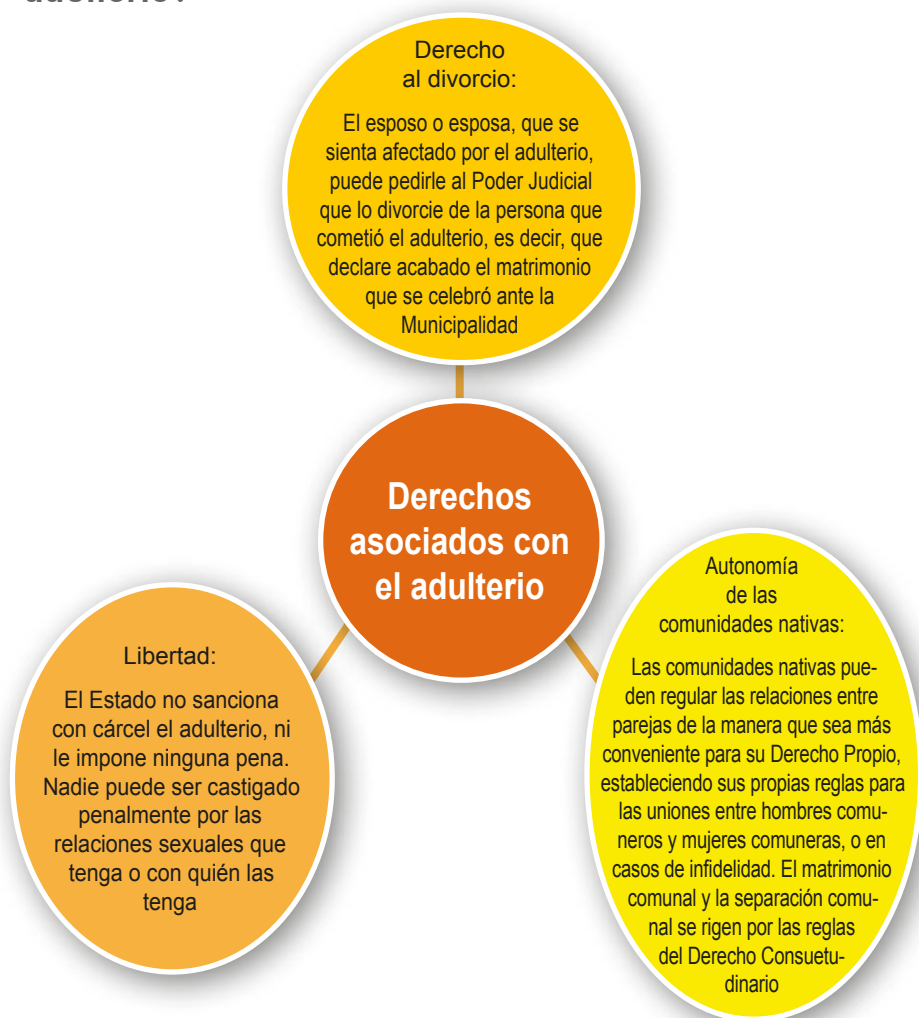 Derecho
al divorcio:
El esposo o esposa, que se
sienta afectado por el adulterio,
puede pedirle al Poder Judicial
que lo divorcie de la persona que
cometió el adulterio, es decir, que
declare acabado el matrimonio
que se celebró ante la
Municipalidad
Derechos
asociados con
el adulterio
Libertad:
El Estado no sanciona
con cárcel el adulterio, ni
le impone ninguna pena.
Nadie puede ser castigado
penalmente por las
relaciones sexuales que
tenga o con quién las
tenga
Autonomía
de las
comunidades nativas:
Las comunidades nativas pue-
den regular las relaciones entre
parejas de la manera que sea más
conveniente para su Derecho Propio,
estableciendo sus propias reglas para
las uniones entre hombres comu-
neros y mujeres comuneras, o en
casos de infidelidad. El matrimonio
comunal y la separación comu-
nal se rigen por las reglas
del Derecho Consuetu-
dinario